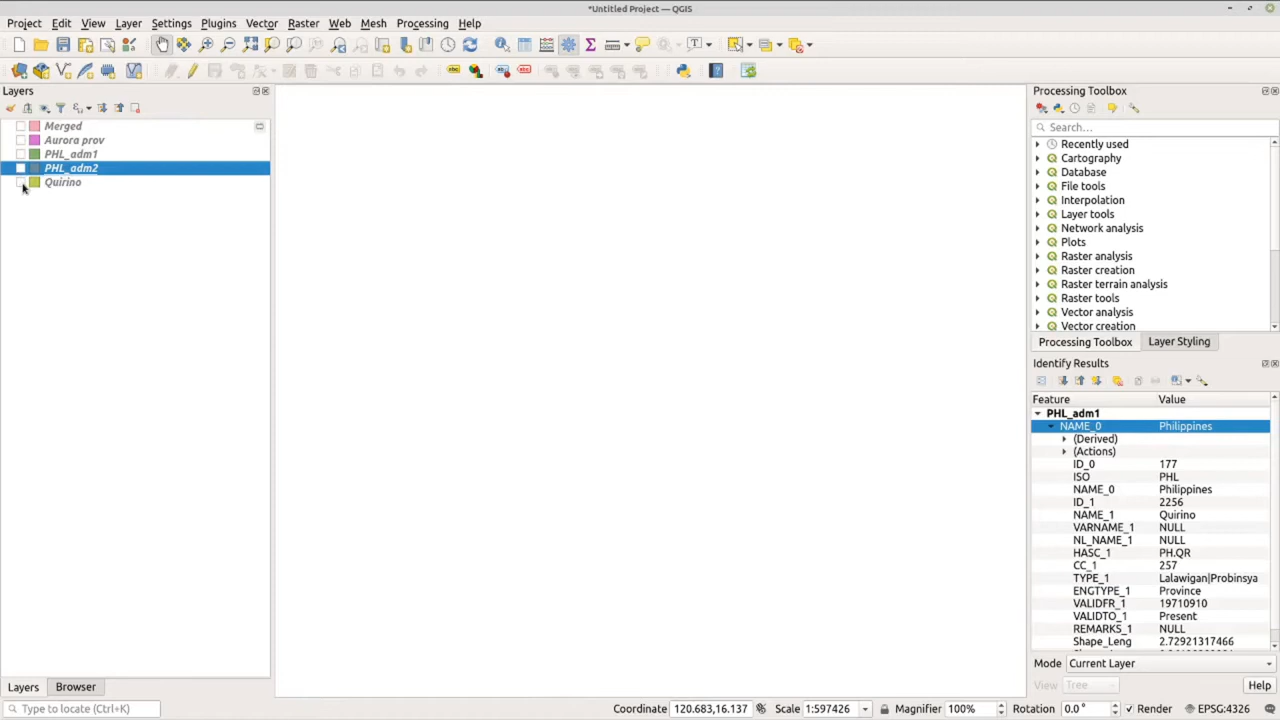 *Untitled Project — QGIS
Project Edit View Layer Settings Plugins Vector Raster Web Mesh Processing Help
Layers
Merged
Aurora prov
PHL_adm1
PHL_adm2
Quirino
Layers Browser
Type to locate (Ctrl+K)
Processing Toolbox
Search...
Recently used
Cartography
Database
File tools
Interpolation
Layer tools
Network analysis
Plots
Raster analysis
Raster creation
Raster terrain analysis
Raster tools
Vector analysis
Vector creation
Processing Toolbox Layer Styling
Identify Results
Feature Value
PHL_adm1
NAME_0 Philippines
(Derived)
(Actions)
ID_0 177
ISO PHL
NAME_0 Philippines
ID_1 2256
NAME_1 Quirino
VARNAME_1 NULL
NL_NAME_1 NULL
HASC_1 PH.QR
CC_1 257
TYPE_1 Lalawigan|Probinsya
ENGTYPE_1 Province
VALIDFR_1 19710910
VALIDTO_1 Present
REMARKS_1 NULL
Shape_Leng 2.72921317466
Mode Current Layer
View Tree Help
Coordinate 120.683,16.137 Scale 1:597426 Magnifier 100% Rotation 0.0° Render EPSG:4326